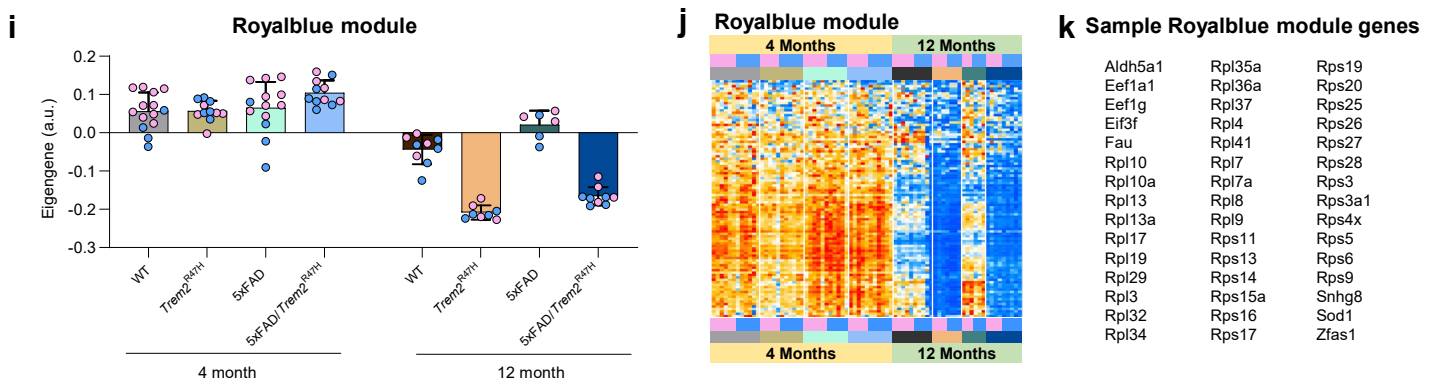 i
Royalblue module
Eigengene (a.u.)
0.2
0.1
0.0
-0.1
-0.2
-0.3
WT
Trem2R47H
5xFAD
5xFAD/Trem2R47H
WT
Trem2R47H
5xFAD
5xFAD/Trem2R47H
4 month
12 month
j
Royalblue module
4 Months
12 Months
4 Months
12 Months
k Sample Royalblue module genes
Aldh5a1
Eef1a1
Eef1g
Eif3f
Fau
Rpl10
Rpl10a
Rpl13
Rpl13a
Rpl17
Rpl19
Rpl29
Rpl3
Rpl32
Rpl34
Rpl35a
Rpl36a
Rpl37
Rpl4
Rpl41
Rpl7
Rpl7a
Rpl8
Rpl9
Rps11
Rps13
Rps14
Rps15a
Rps16
Rps17
Rps19
Rps20
Rps25
Rps26
Rps27
Rps28
Rps3
Rps3a1
Rps4x
Rps5
Rps6
Rps9
Snhg8
Sod1
Zfas1